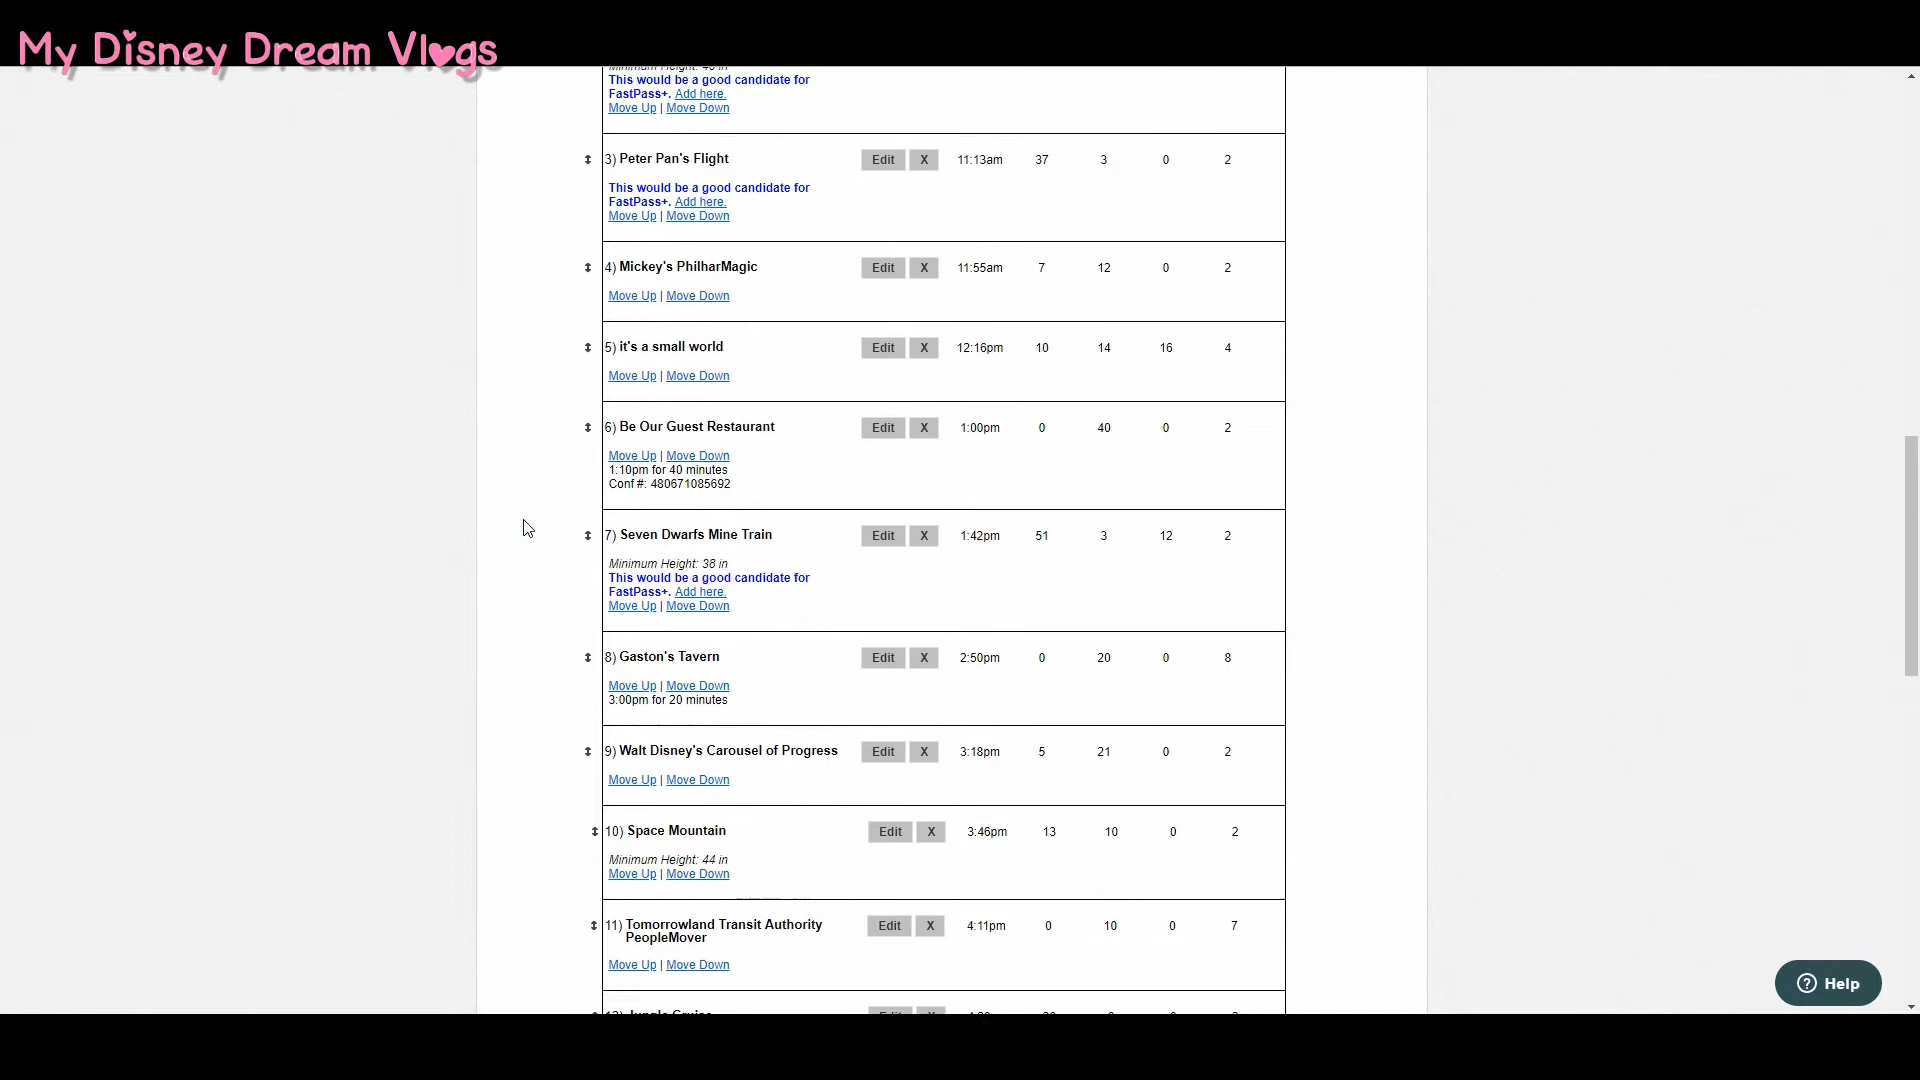 My Disney Dream Vlogs
Minimum Height: 40 in
This would be a good candidate for
FastPass+. Add here.
Move Up | Move Down
3) Peter Pan's Flight Edit X 11:13am 37 3 0 2
This would be a good candidate for
FastPass+. Add here.
Move Up | Move Down
4) Mickey's PhilharMagic Edit X 11:55am 7 12 0 2
Move Up | Move Down
5) it's a small world Edit X 12:16pm 10 14 16 4
Move Up | Move Down
6) Be Our Guest Restaurant Edit X 1:00pm 0 40 0 2
Move Up | Move Down
1:10pm for 40 minutes
Conf #: 480671085692
7) Seven Dwarfs Mine Train Edit X 1:42pm 51 3 12 2
Minimum Height: 38 in
This would be a good candidate for
FastPass+. Add here.
Move Up | Move Down
8) Gaston's Tavern Edit X 2:50pm 0 20 0 8
Move Up | Move Down
3:00pm for 20 minutes
9) Walt Disney's Carousel of Progress Edit X 3:18pm 5 21 0 2
Move Up | Move Down
10) Space Mountain Edit X 3:46pm 13 10 0 2
Minimum Height: 44 in
Move Up | Move Down
11) Tomorrowland Transit Authority Edit X 4:11pm 0 10 0 7
PeopleMover
Move Up | Move Down
12) Jungle Cruise Edit X
Help